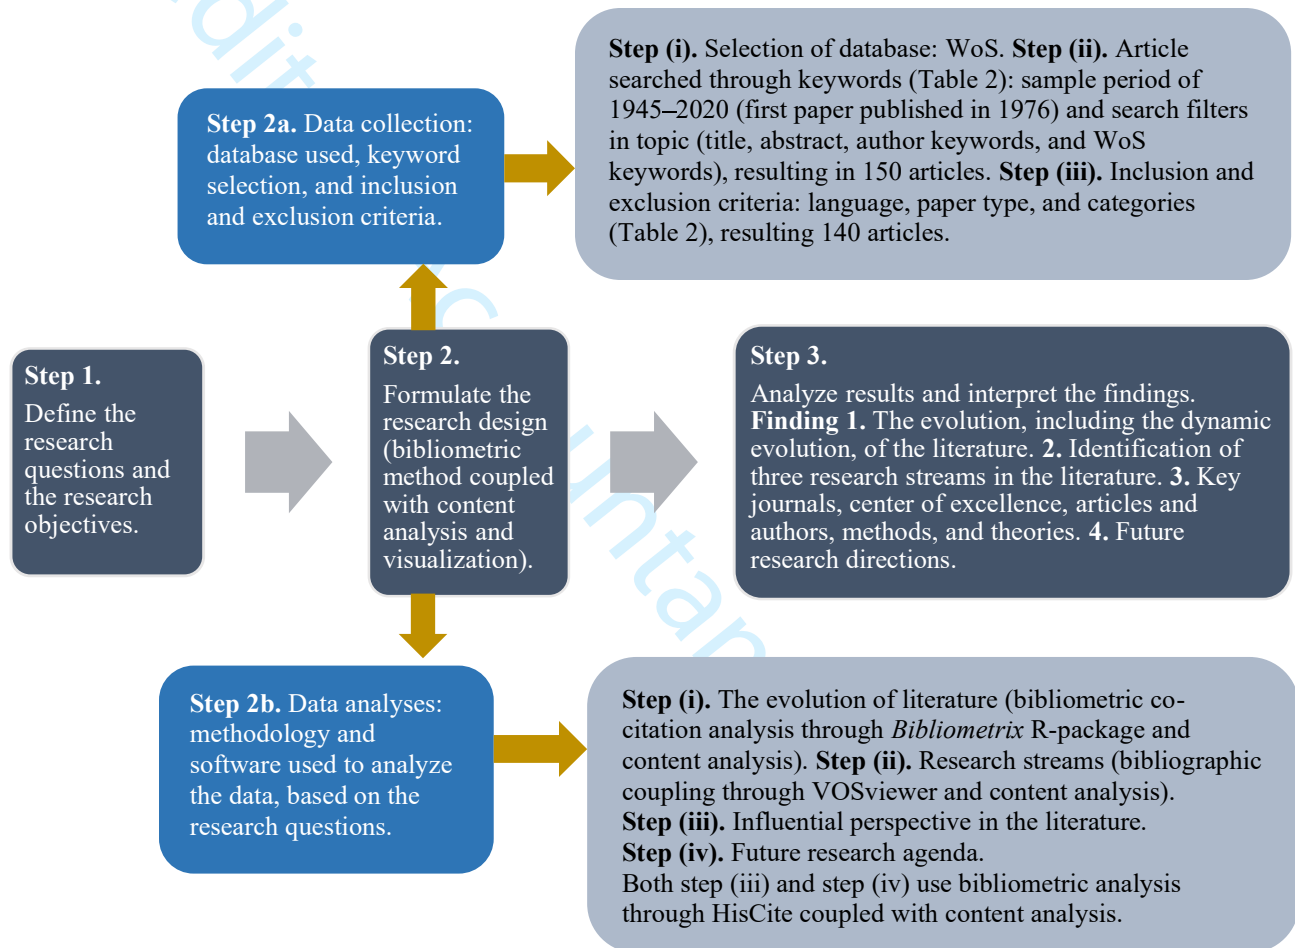 Step 2a. Data collection:
database used, keyword
selection, and inclusion
and exclusion criteria.
Step (i). Selection of database: WoS. Step (ii). Article
searched through keywords (Table 2): sample period of
1945–2020 (first paper published in 1976) and search filters
in topic (title, abstract, author keywords, and WoS
keywords), resulting in 150 articles. Step (iii). Inclusion and
exclusion criteria: language, paper type, and categories
(Table 2), resulting 140 articles.
Step 1.
Define the
research
questions and
the research
objectives.
Step 2.
Formulate the
research design
(bibliometric
method coupled
with content
analysis and
visualization).
Step 3.
Analyze results and interpret the findings.
Finding 1. The evolution, including the dynamic
evolution, of the literature. 2. Identification of
three research streams in the literature. 3. Key
journals, center of excellence, articles and
authors, methods, and theories. 4. Future
research directions.
Step 2b. Data analyses:
methodology and
software used to analyze
the data, based on the
research questions.
Step (i). The evolution of literature (bibliometric co-
citation analysis through Bibliometrix R-package and
content analysis). Step (ii). Research streams (bibliographic
coupling through VOSviewer and content analysis).
Step (iii). Influential perspective in the literature.
Step (iv). Future research agenda.
Both step (iii) and step (iv) use bibliometric analysis
through HisCite coupled with content analysis.